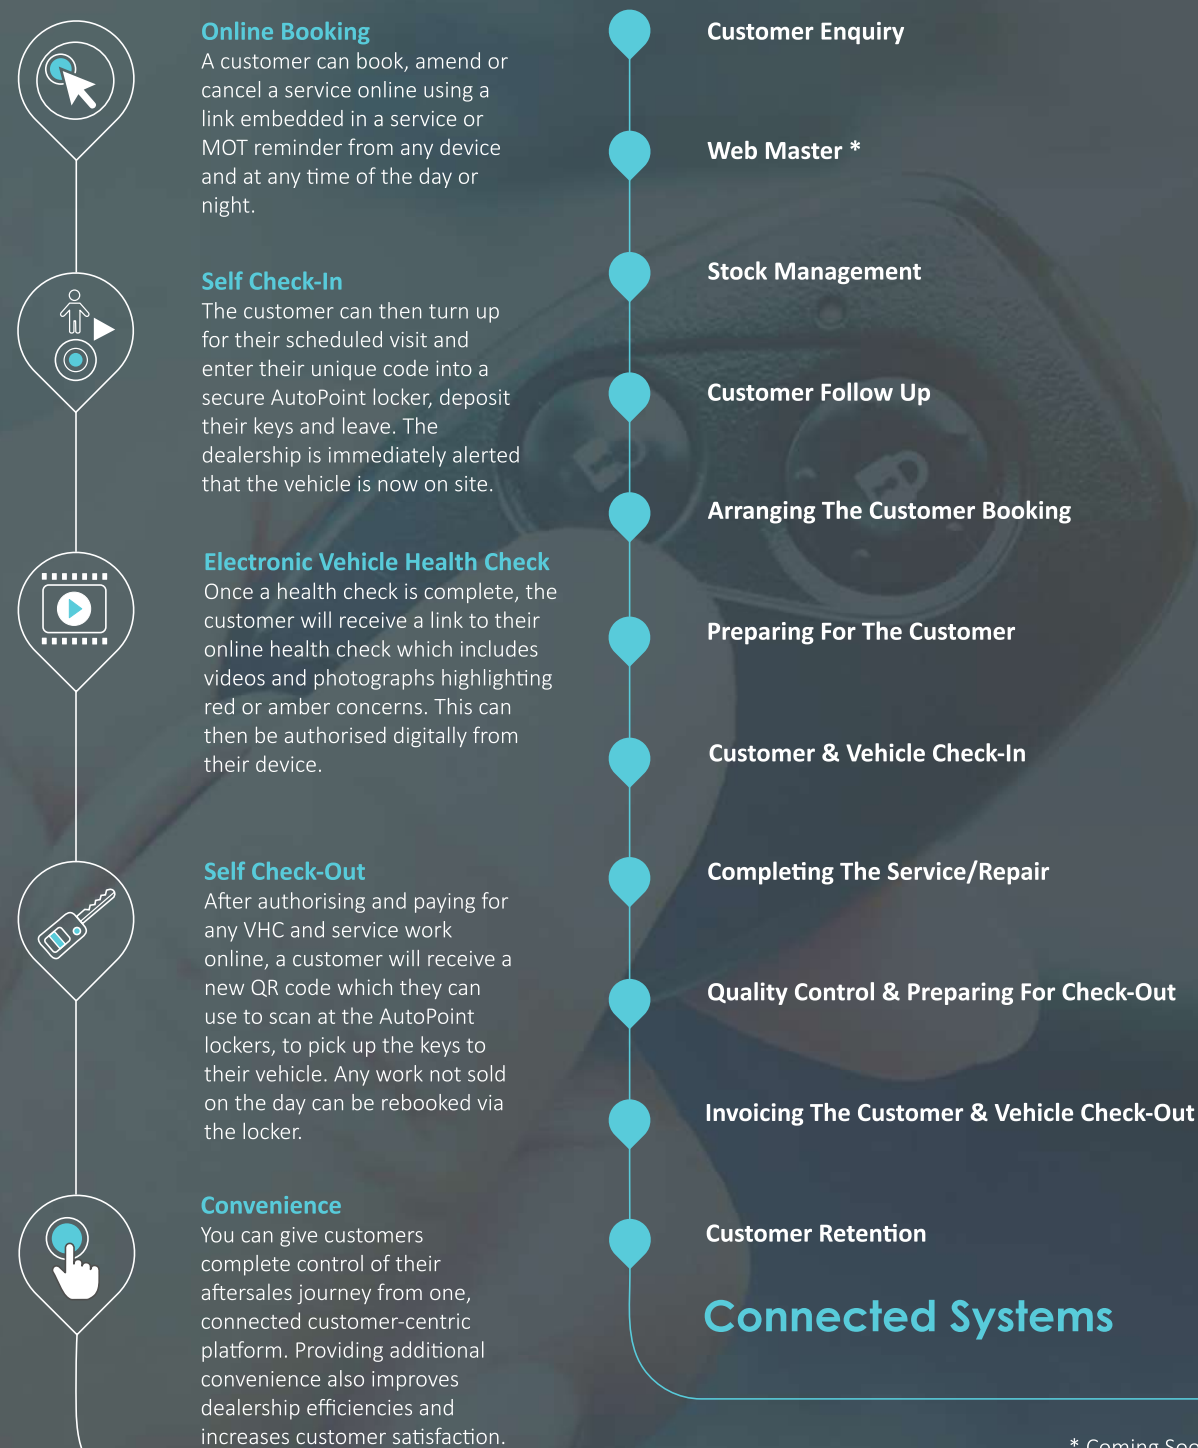 Online Booking
A customer can book, amend or
cancel a service online using a
link embedded in a service or
MOT reminder from any device
and at any time of the day or
night.
Self Check-In
The customer can then turn up
for their scheduled visit and
enter their unique code into a
secure AutoPoint locker, deposit
their keys and leave. The
dealership is immediately alerted
that the vehicle is now on site.
Electronic Vehicle Health Check
Once a health check is complete, the
customer will receive a link to their
online health check which includes
videos and photographs highlighting
red or amber concerns. This can
then be authorised digitally from
their device.
Self Check-Out
After authorising and paying for
any VHC and service work
online, a customer will receive a
new QR code which they can
use to scan at the AutoPoint
lockers, to pick up the keys to
their vehicle. Any work not sold
on the day can be rebooked via
the locker.
Convenience
You can give customers
complete control of their
aftersales journey from one,
connected customer-centric
platform. Providing additional
convenience also improves
dealership efficiencies and
increases customer satisfaction.
Customer Enquiry
Web Master *
Stock Management
Customer Follow Up
Arranging The Customer Booking
Preparing For The Customer
Customer & Vehicle Check-In
Completing The Service/Repair
Quality Control & Preparing For Check-Out
Invoicing The Customer & Vehicle Check-Out
Customer Retention
Connected Systems
* Coming